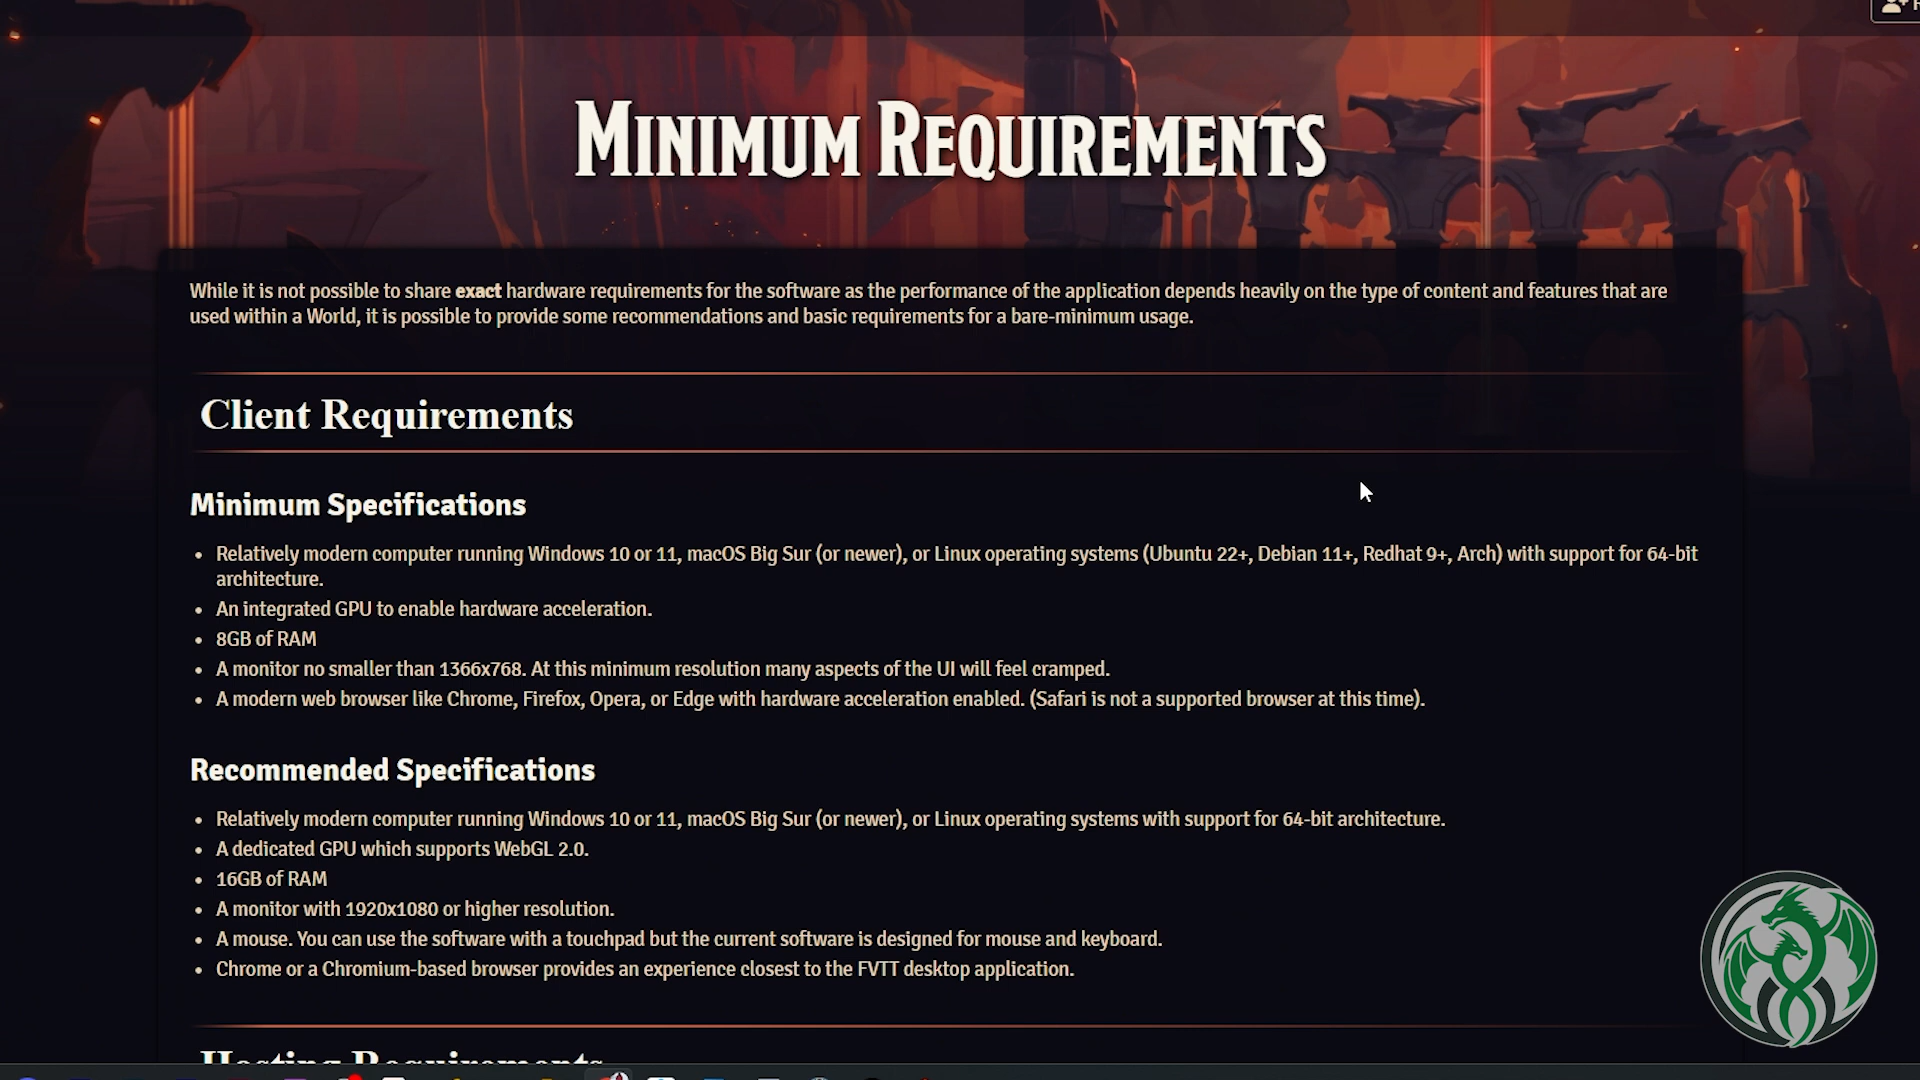 MINIMUM REQUIREMENTS
While it is not possible to share exact hardware requirements for the software as the performance of the application depends heavily on the type of content and features that are
used within a World, it is possible to provide some recommendations and basic requirements for a bare-minimum usage.
Client Requirements
Minimum Specifications
• Relatively modern computer running Windows 10 or 11, macOS Big Sur (or newer), or Linux operating systems (Ubuntu 22+, Debian 11+, Redhat 9+, Arch) with support for 64-bit
architecture.
• An integrated GPU to enable hardware acceleration.
• 8GB of RAM
• A monitor no smaller than 1366x768. At this minimum resolution many aspects of the UI will feel cramped.
• A modern web browser like Chrome, Firefox, Opera, or Edge with hardware acceleration enabled. (Safari is not a supported browser at this time).
Recommended Specifications
• Relatively modern computer running Windows 10 or 11, macOS Big Sur (or newer), or Linux operating systems with support for 64-bit architecture.
• A dedicated GPU which supports WebGL 2.0.
• 16GB of RAM
• A monitor with 1920x1080 or higher resolution.
• A mouse. You can use the software with a touchpad but the current software is designed for mouse and keyboard.
• Chrome or a Chromium-based browser provides an experience closest to the FVTT desktop application.
Hosting Requirements